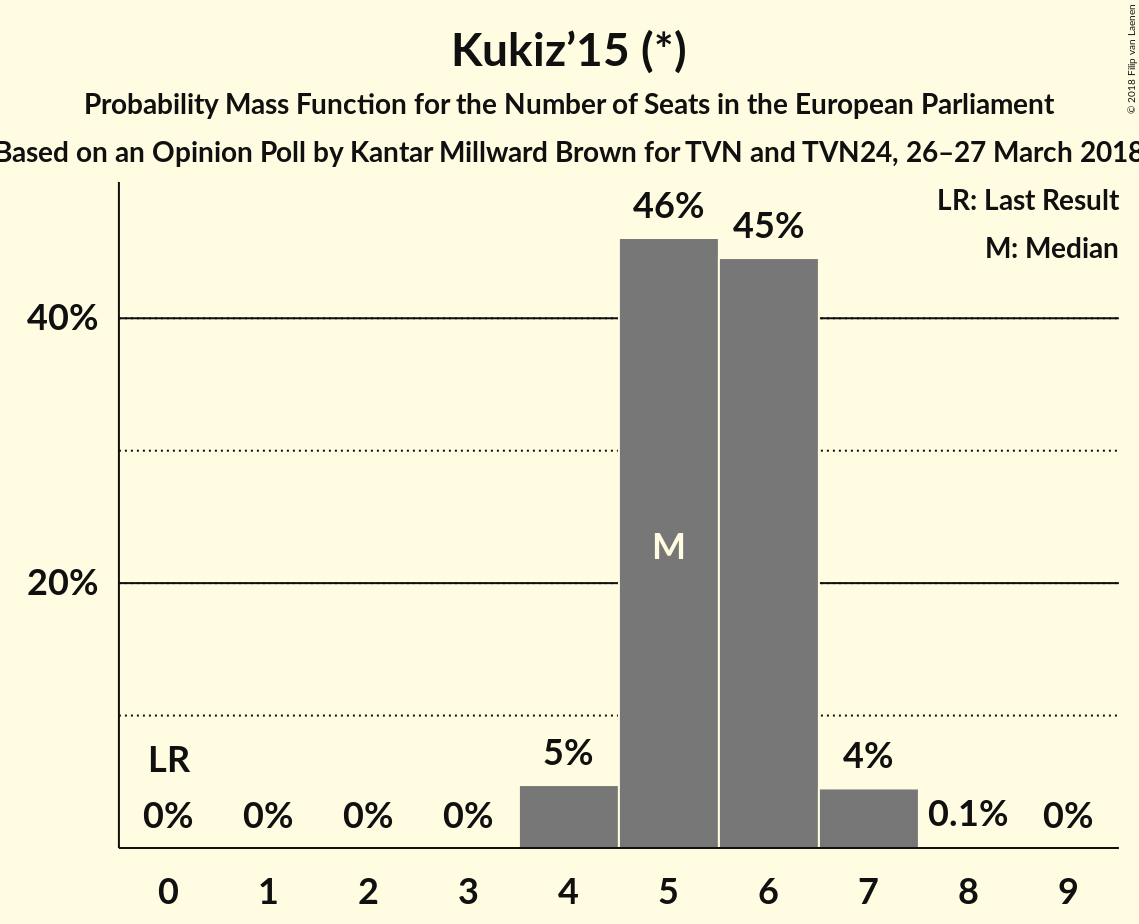 © 2018 Filip van Laenen
Kukiz’15 (*)
Probability Mass Function for the Number of Seats in the European Parliament
Based on an Opinion Poll by Kantar Millward Brown for TVN and TVN24, 26–27 March 2018
LR: Last Result
M: Median
46%
45%
40%
M
20%
LR
5%
4%
0% 0% 0% 0% 0.1% 0%
0 1 2 3 4 5 6 7 8 9